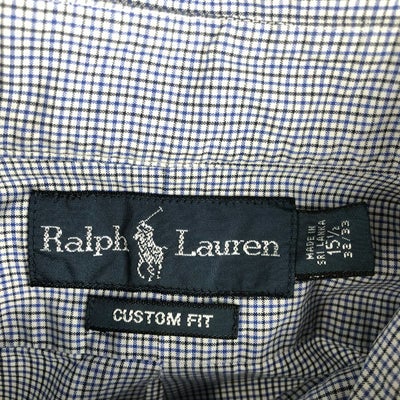 Ralph Lauren
MADE IN
SRI LANKA
15½
32/33
CUSTOM FIT